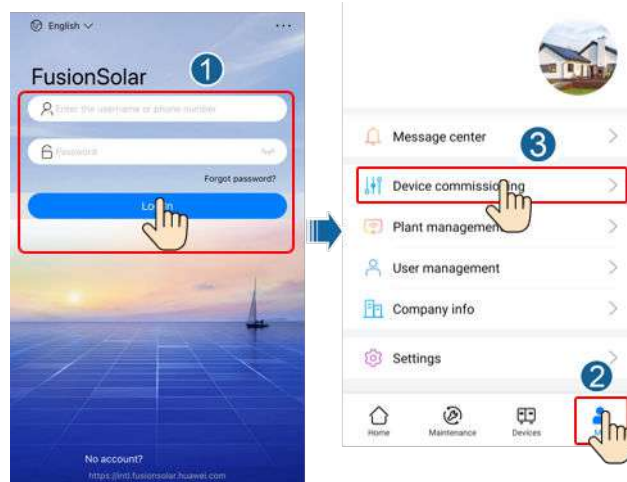 English
...
FusionSolar
1
Enter the username or phone number
Password
Forgot password?
Log In
No account?
https://intl.fusionsolar.huawei.com
Message center
3
Device commissioning
Plant management
User management
Company info
Settings
2
Home
Maintenance
Devices